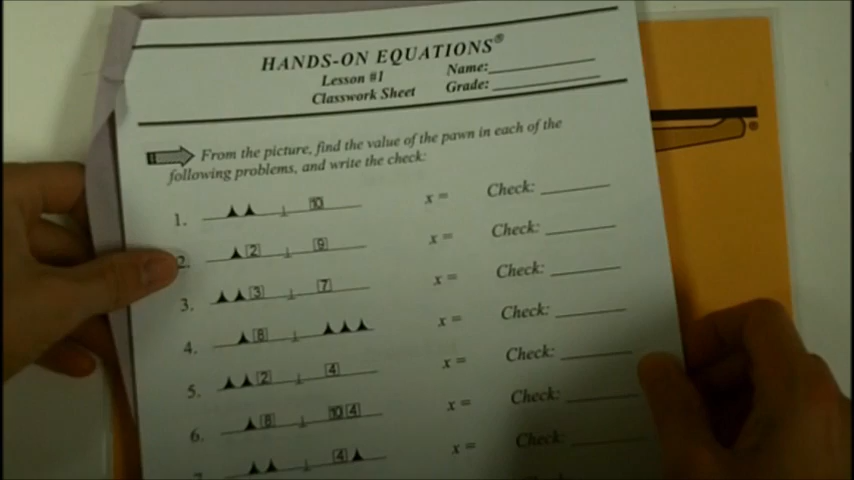 HANDS-ON EQUATIONS®
Lesson #1
Classwork Sheet
Name:
Grade:
From the picture, find the value of the pawn in each of the
following problems, and write the check:
1. 10 x = Check:
2. 2 9 x = Check:
3. 3 7 x = Check:
4. 8 x = Check:
5. 2 4 x = Check:
6. 8 10 4 x = Check:
4 x = Check: